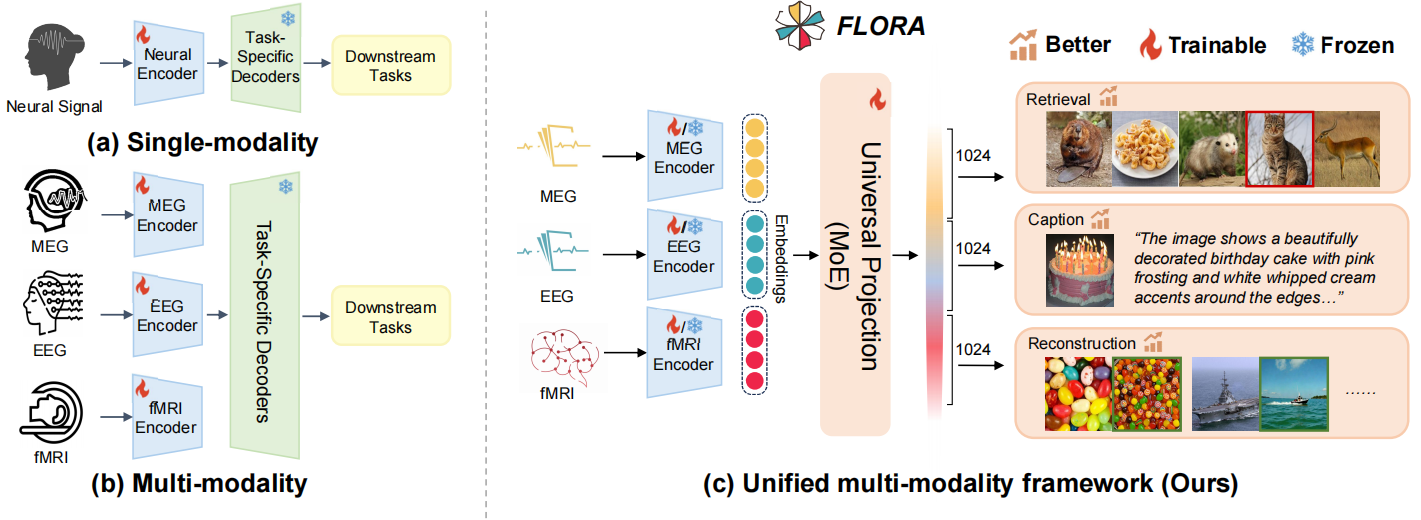 Neural Signal
Neural
Encoder
Task-
Specific
Decoders
Downstream
Tasks
(a) Single-modality
MEG
MEG
Encoder
EEG
EEG
Encoder
fMRI
fMRI
Encoder
Task-Specific Decoders
Downstream
Tasks
(b) Multi-modality
FLORA
Better
Trainable
Frozen
MEG
/
MEG
Encoder
EEG
/
EEG
Encoder
fMRI
/
fMRI
Encoder
Embeddings
Universal Projection
(MoE)
1024
1024
1024
Retrieval
Caption
“The image shows a beautifully
decorated birthday cake with pink
frosting and white whipped cream
accents around the edges…”
Reconstruction
……
(c) Unified multi-modality framework (Ours)